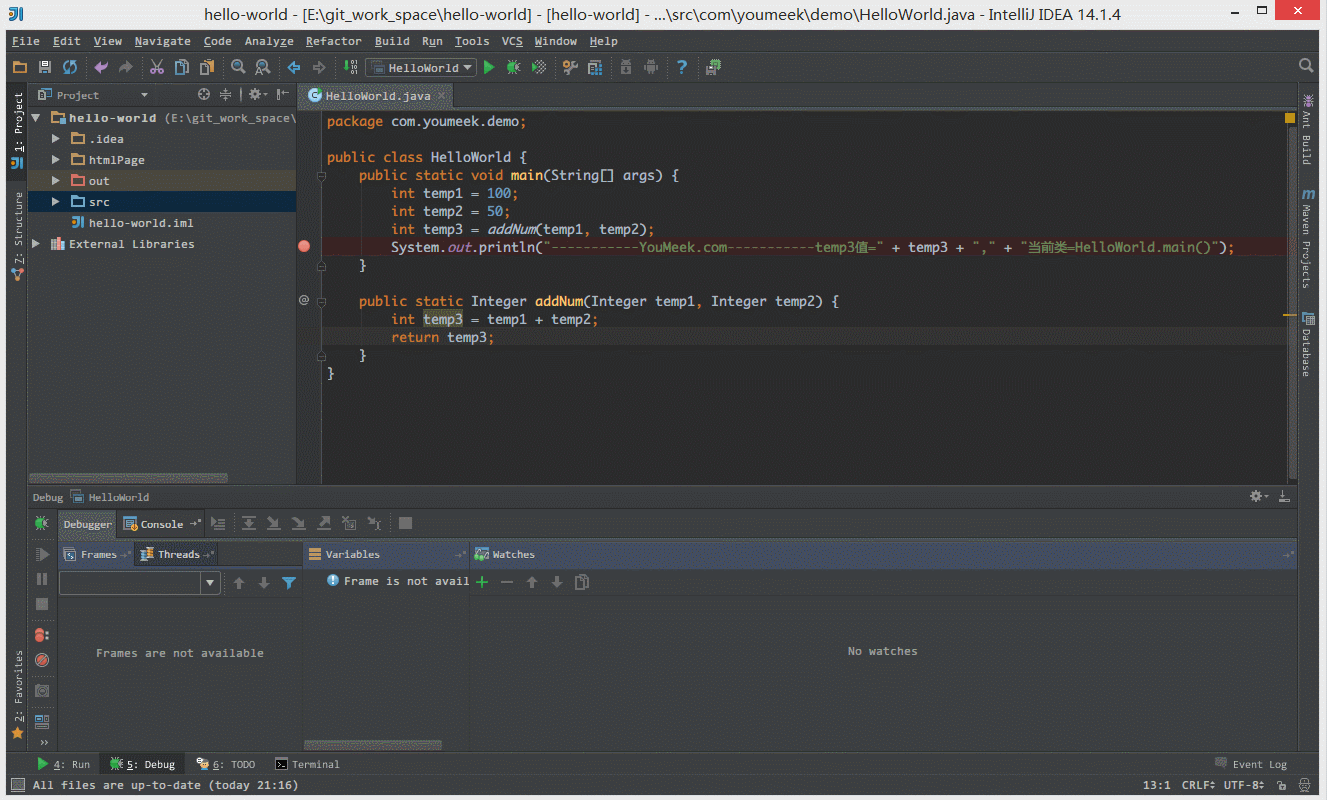 hello-world - [E:\git_work_space\hello-world] - [hello-world] - ...\src\com\youmeek\demo\HelloWorld.java - IntelliJ IDEA 14.1.4
File Edit View Navigate Code Analyze Refactor Build Run Tools VCS Window Help
HelloWorld
1: Project
Project
hello-world (E:\git_work_space\
.idea
htmlPage
out
src
hello-world.iml
External Libraries
Z: Structure
2: Favorites
HelloWorld.java
package com.youmeek.demo;
public class HelloWorld {
public static void main(String[] args) {
int temp1 = 100;
int temp2 = 50;
int temp3 = addNum(temp1, temp2);
System.out.println("-----------YouMeek.com-----------temp3值=" + temp3 + "," + "当前类=HelloWorld.main()");
}
@
public static Integer addNum(Integer temp1, Integer temp2) {
int temp3 = temp1 + temp2;
return temp3;
}
}
Ant Build
Maven Projects
Database
Debug HelloWorld
Debugger Console
Frames Threads Variables Watches
Frame is not avail
Frames are not available
No watches
4: Run 5: Debug 6: TODO Terminal Event Log
All files are up-to-date (today 21:16) 13:1 CRLF UTF-8